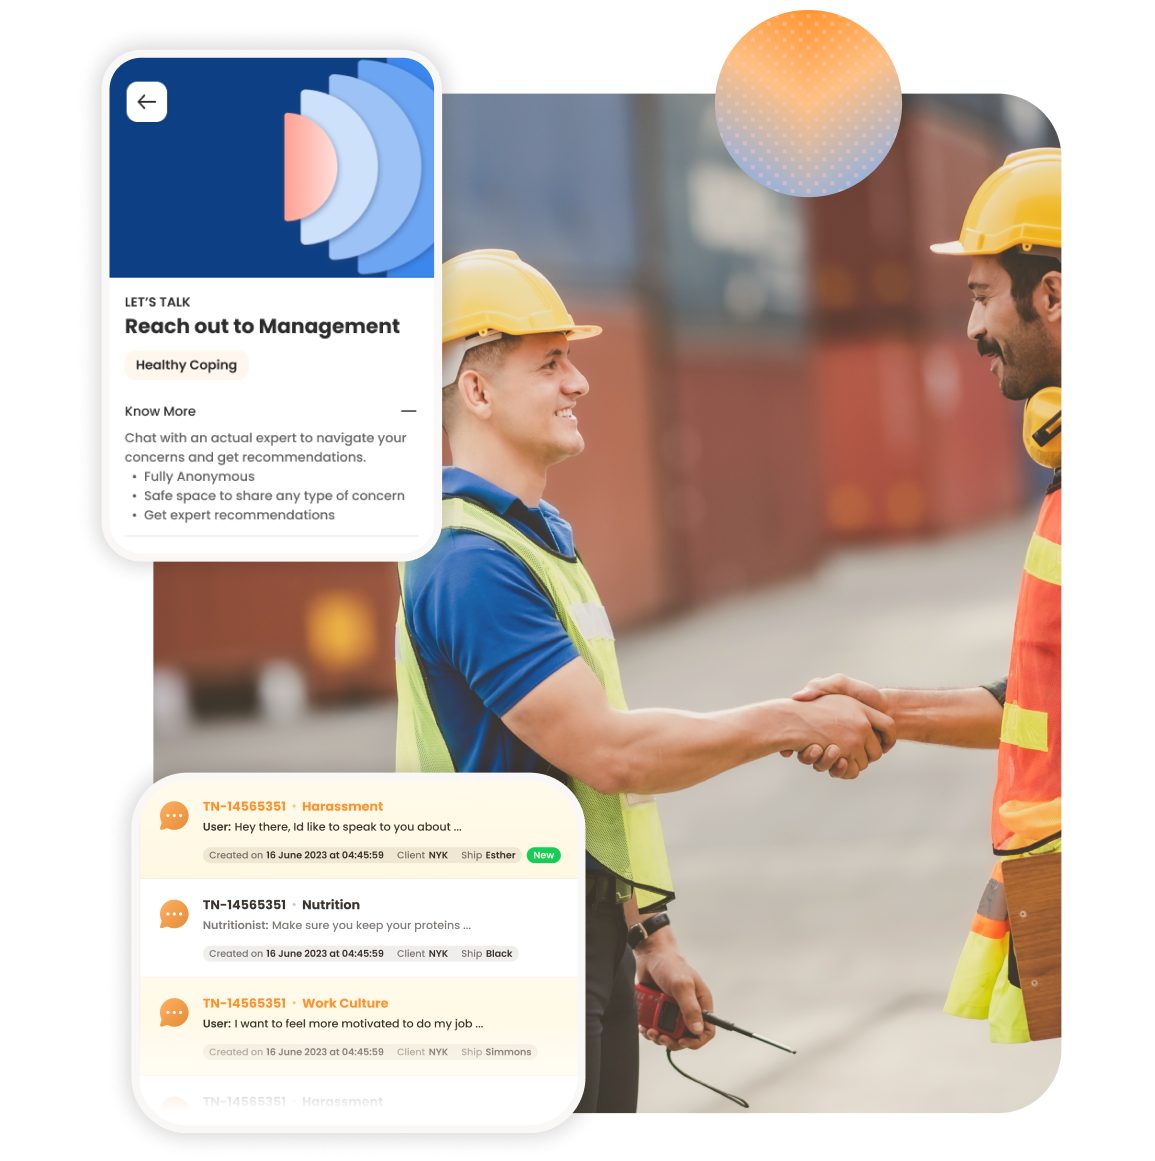 LET'S TALK
Reach out to Management
Healthy Coping
Know More
Chat with an actual expert to navigate your
concerns and get recommendations.
• Fully Anonymous
• Safe space to share any type of concern
• Get expert recommendations
TN-14565351 • Harassment
User: Hey there, Id like to speak to you about ...
Created on 16 June 2023 at 04:45:59 Client NYK Ship Esther New
TN-14565351 • Nutrition
Nutritionist: Make sure you keep your proteins ...
Created on 16 June 2023 at 04:45:59 Client NYK Ship Black
TN-14565351 • Work Culture
User: I want to feel more motivated to do my job ...
Created on 16 June 2023 at 04:45:59 Client NYK Ship Simmons
TN-14565351 • Harassment